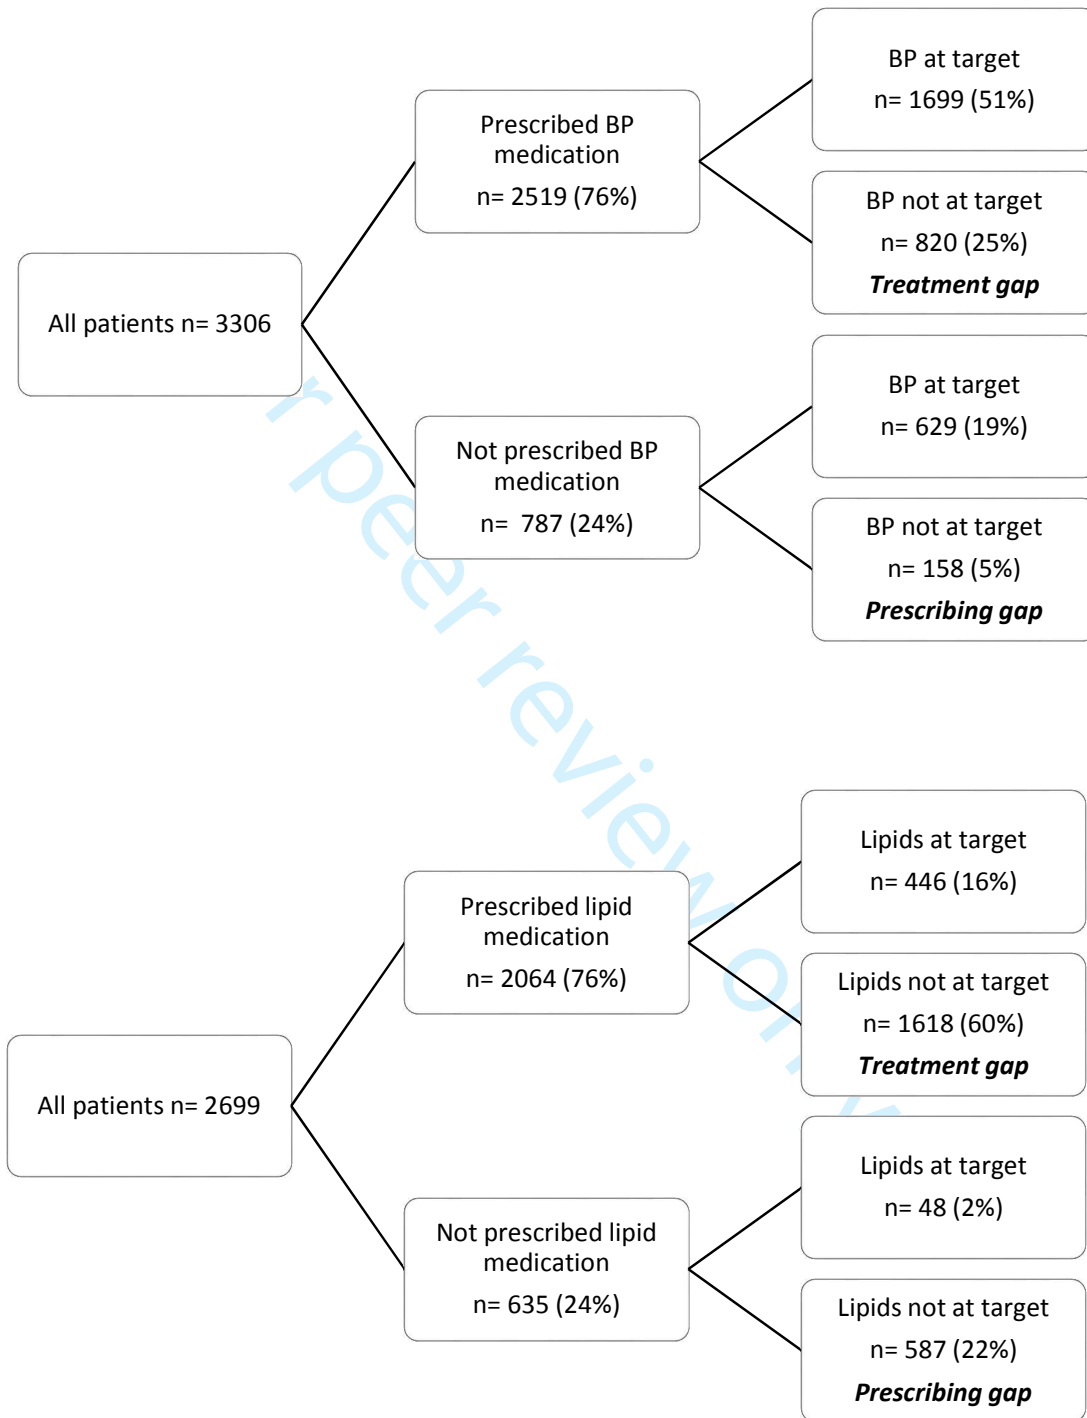 All patients n= 3306
Prescribed BP
medication
n= 2519 (76%)
Not prescribed BP
medication
n=  787 (24%)
BP at target
n= 1699 (51%)
BP not at target
n= 820 (25%)
Treatment gap
BP at target
n= 629 (19%)
BP not at target
n= 158 (5%)
Prescribing gap
All patients n= 2699
Prescribed lipid
medication
n= 2064 (76%)
Not prescribed lipid
medication
n= 635 (24%)
Lipids at target
n= 446 (16%)
Lipids not at target
n= 1618 (60%)
Treatment gap
Lipids at target
n= 48 (2%)
Lipids not at target
n= 587 (22%)
Prescribing gap
r peer review on